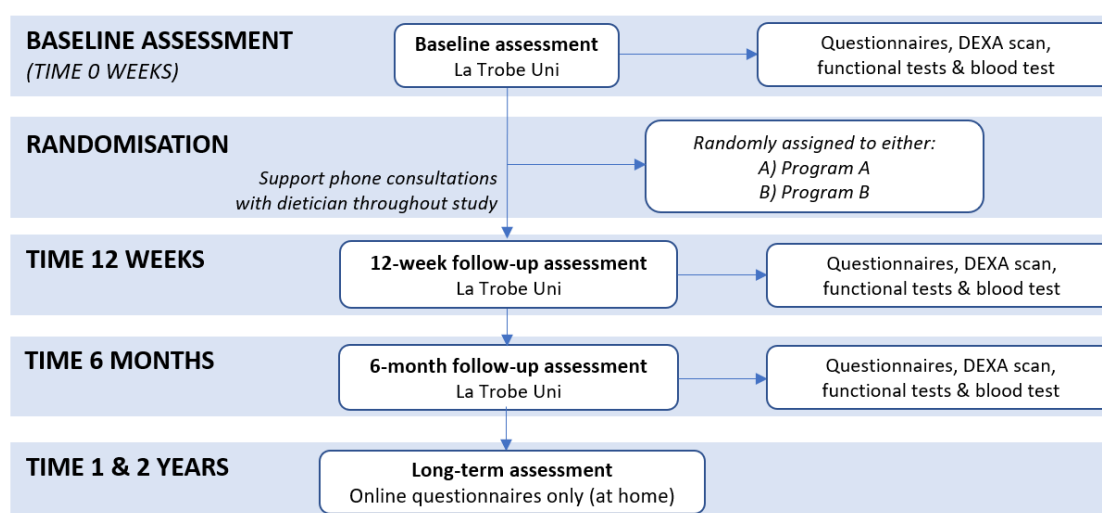 BASELINE ASSESSMENT
(TIME 0 WEEKS)
Baseline assessment
La Trobe Uni
Questionnaires, DEXA scan,
functional tests & blood test
RANDOMISATION
Support phone consultations
with dietician throughout study
Randomly assigned to either:
A) Program A
B) Program B
TIME 12 WEEKS
12-week follow-up assessment
La Trobe Uni
Questionnaires, DEXA scan,
functional tests & blood test
TIME 6 MONTHS
6-month follow-up assessment
La Trobe Uni
Questionnaires, DEXA scan,
functional tests & blood test
TIME 1 & 2 YEARS
Long-term assessment
Online questionnaires only (at home)